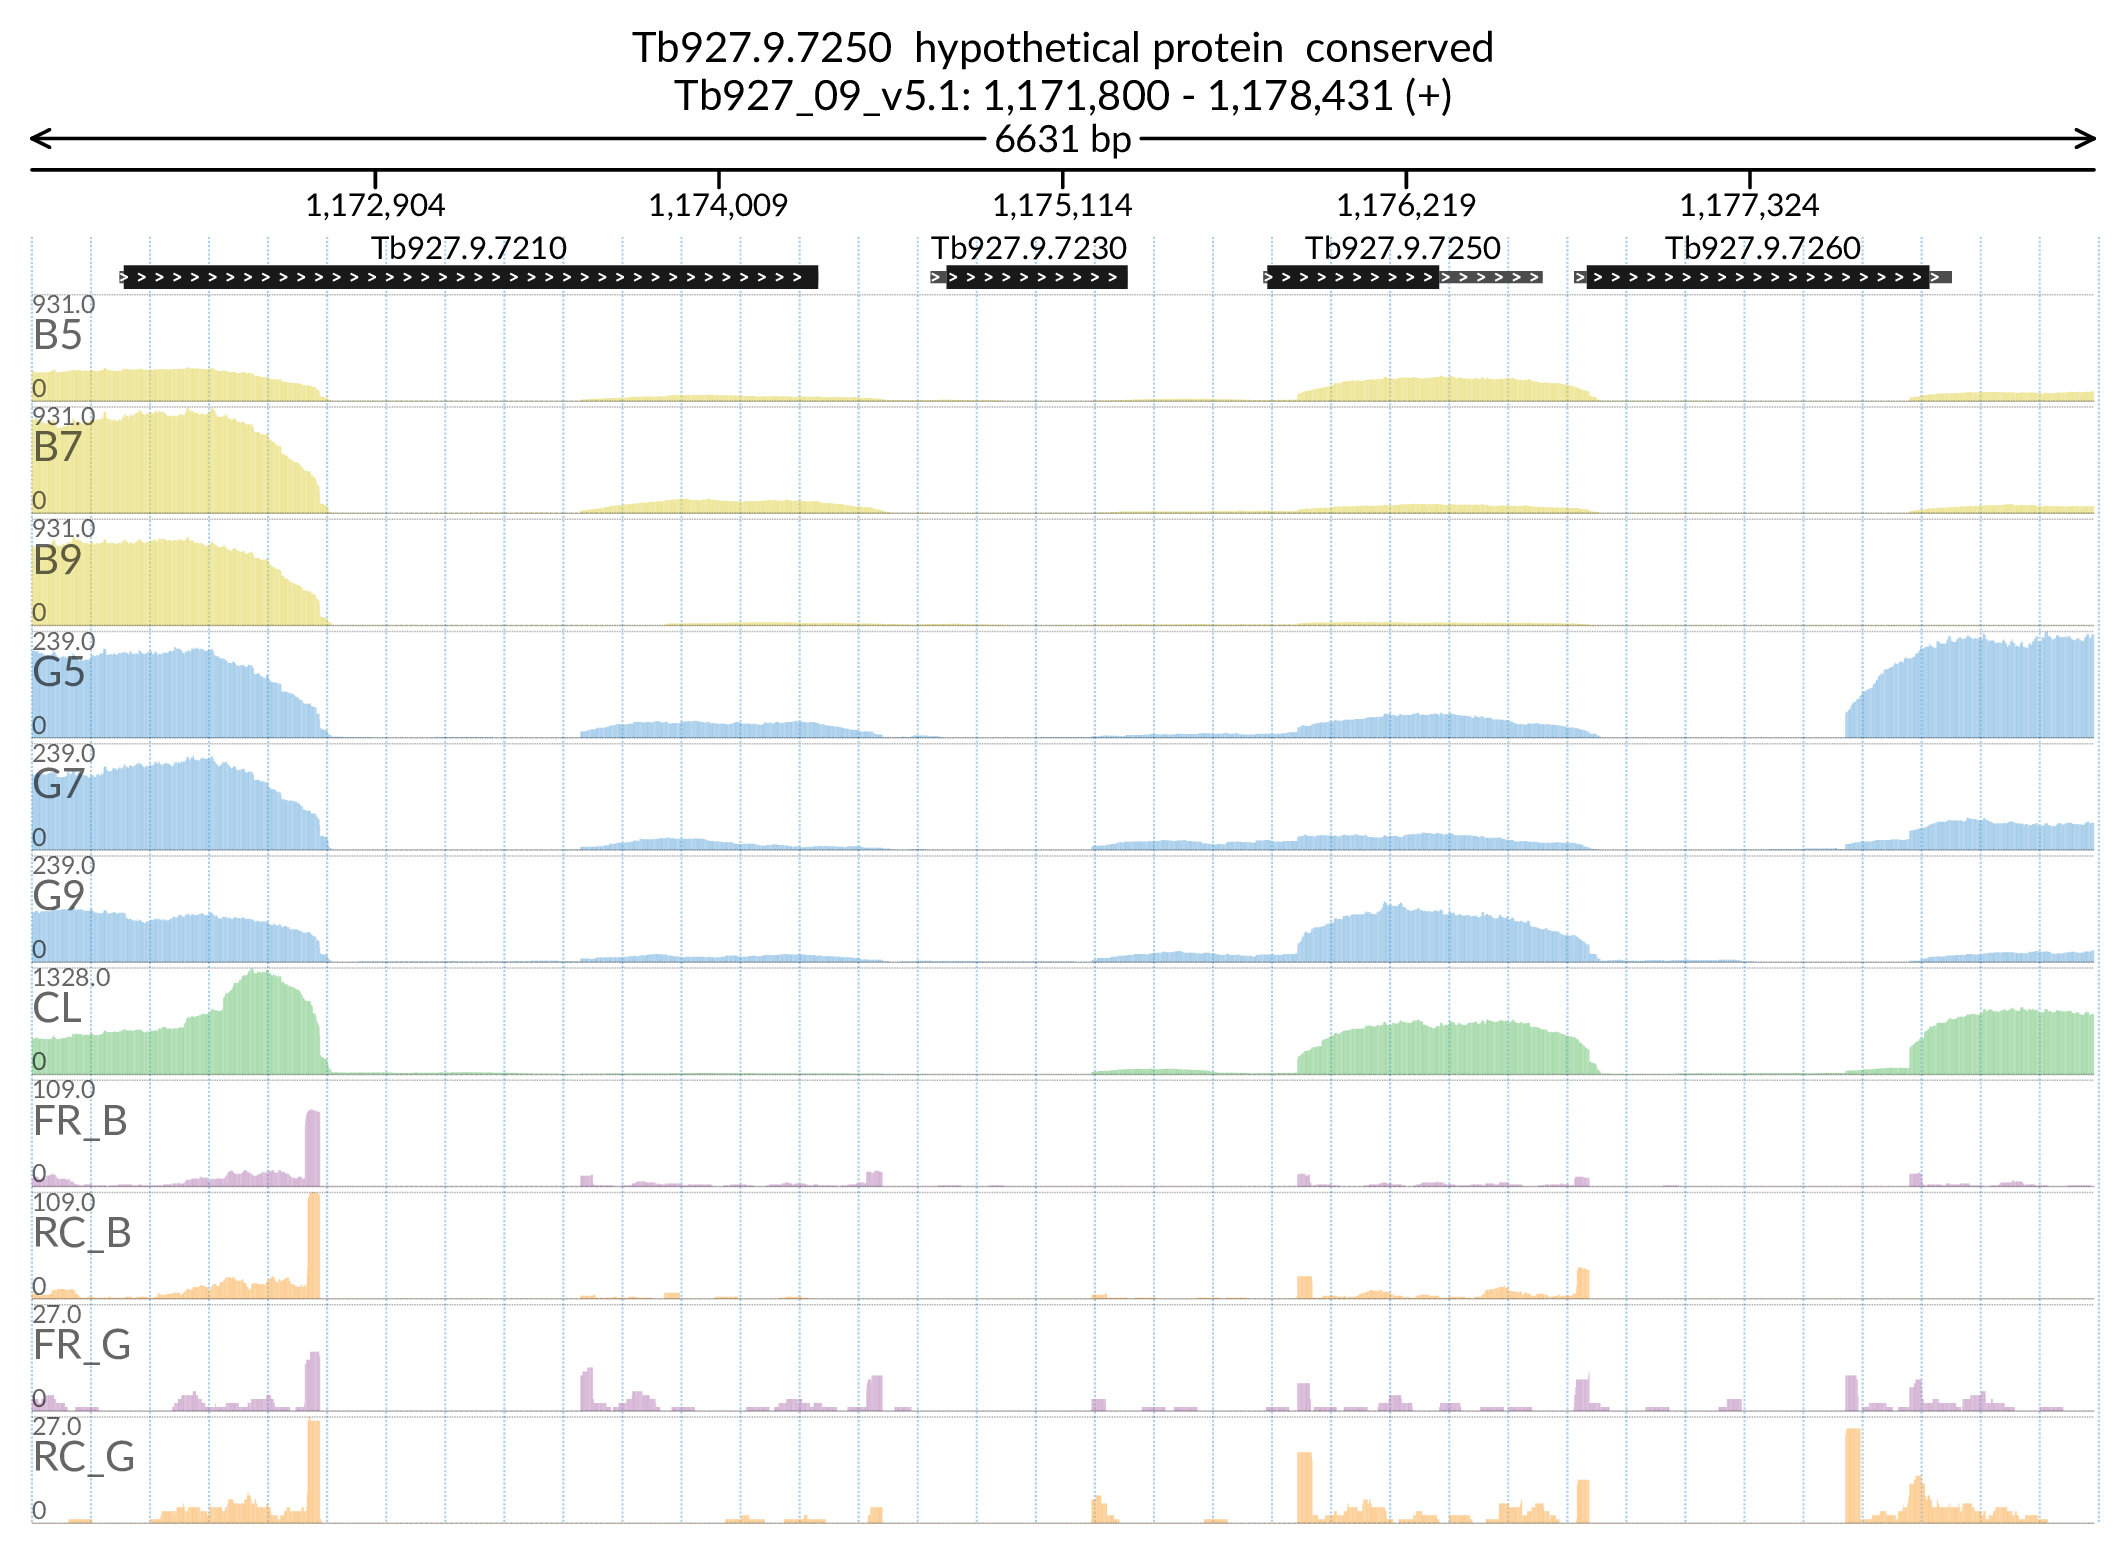 Tb927.9.7250 hypothetical protein conserved
Tb927_09_v5.1: 1,171,800 - 1,178,431 (+)
6631 bp
1,172,904 1,174,009 1,175,114 1,176,219 1,177,324
Tb927.9.7210 Tb927.9.7230 Tb927.9.7250 Tb927.9.7260
931.0
B5
0
931.0
B7
0
931.0
B9
0
239.0
G5
0
239.0
G7
0
239.0
G9
0
1328.0
CL
0
109.0
FR_B
0
109.0
RC_B
0
27.0
FR_G
0
27.0
RC_G
0